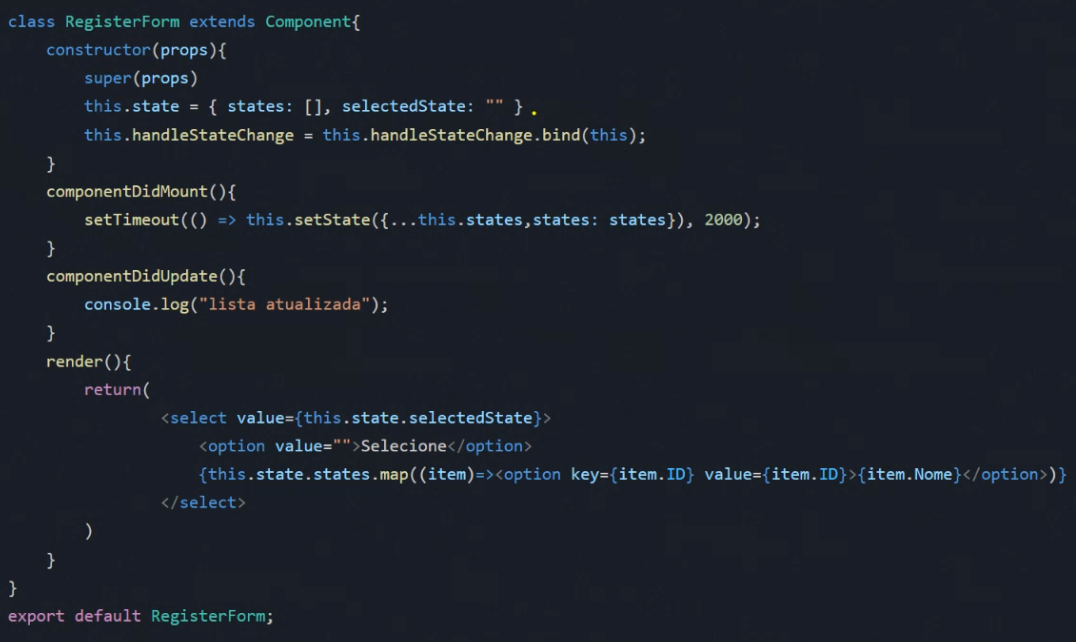 class RegisterForm extends Component{
    constructor(props){
        super(props)
        this.state = { states: [], selectedState: "" } .
        this.handleStateChange = this.handleStateChange.bind(this);
    }
    componentDidMount(){
        setTimeout(() => this.setState({...this.states,states: states}), 2000);
    }
    componentDidUpdate(){
        console.log("lista atualizada");
    }
    render(){
        return(
                <select value={this.state.selectedState}>
                    <option value="">Selecione</option>
                    {this.state.states.map((item)=><option key={item.ID} value={item.ID}>{item.Nome}</option>)}
                </select>
        )
    }
}
export default RegisterForm;